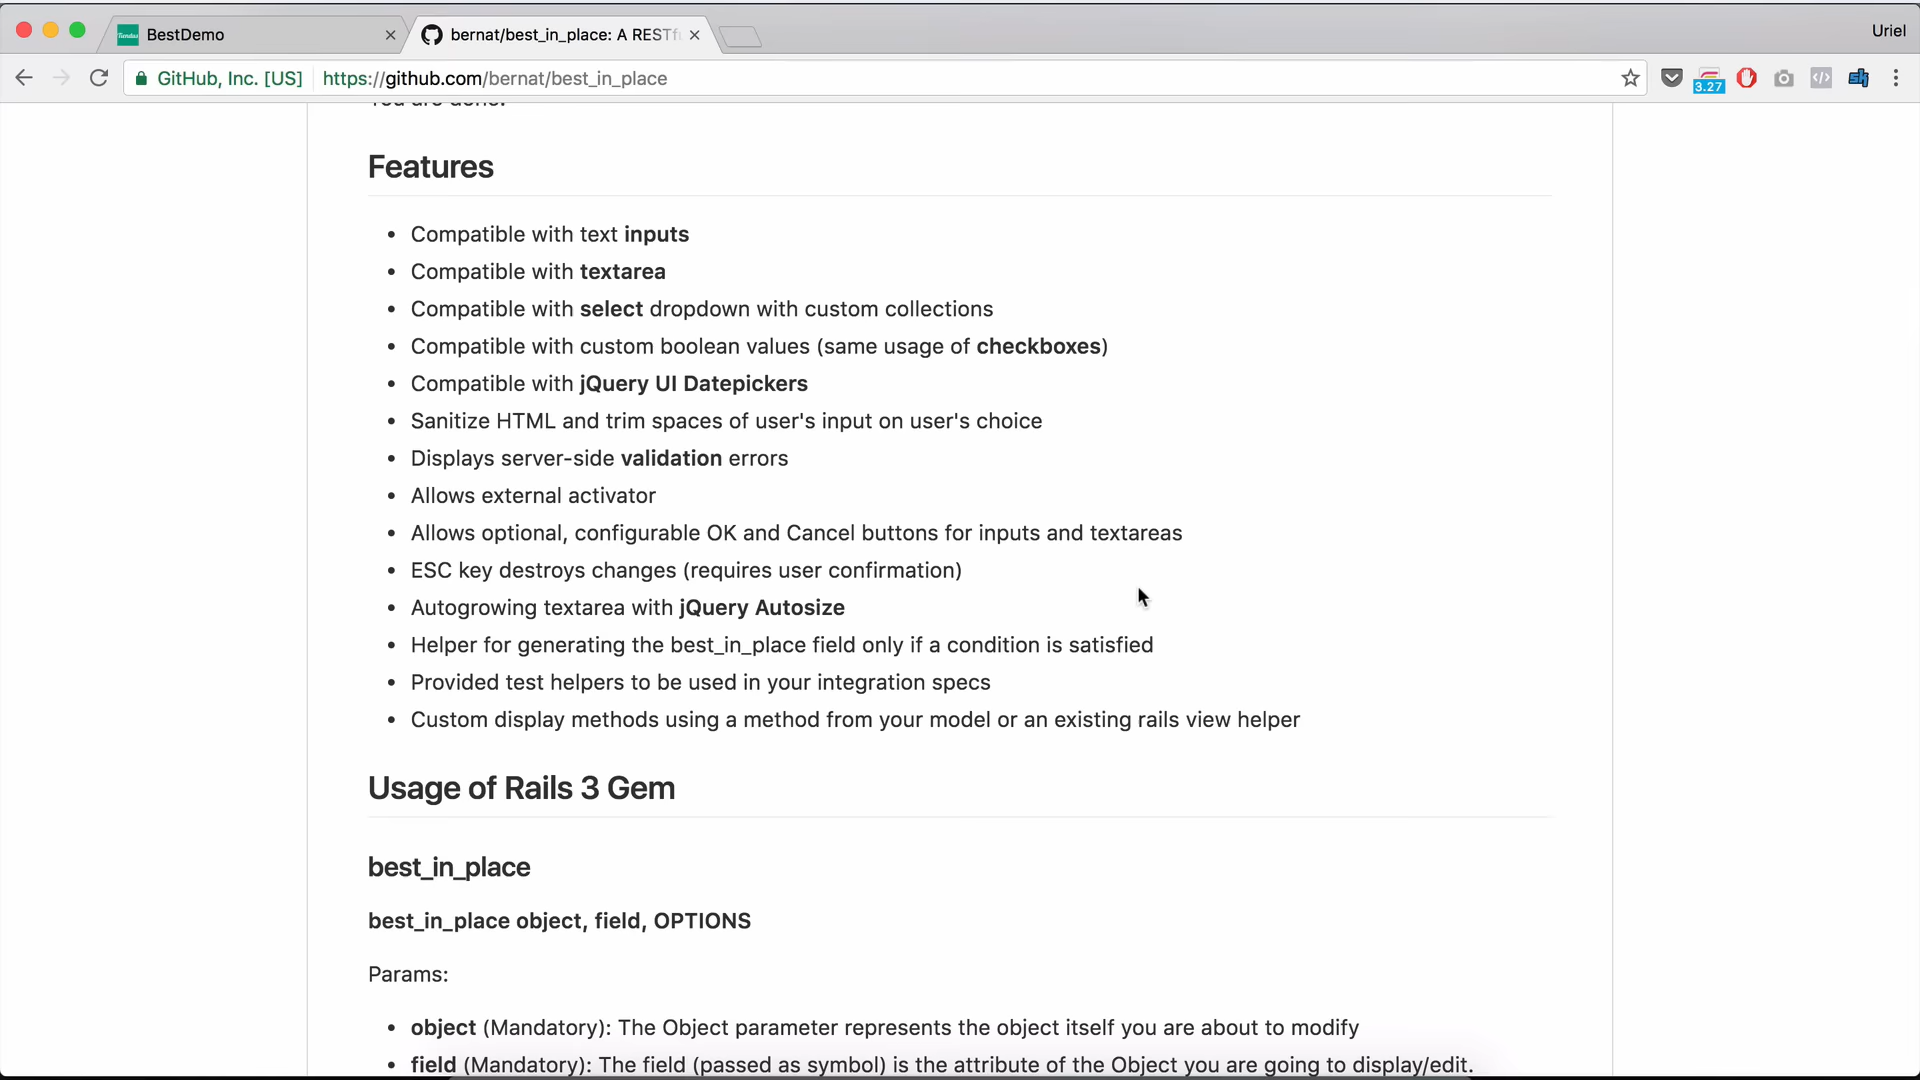 BestDemo
bernat/best_in_place: A RESTf
Uriel
GitHub, Inc. [US]
https://github.com/bernat/best_in_place
3.27
You are done.
Features
• Compatible with text inputs
• Compatible with textarea
• Compatible with select dropdown with custom collections
• Compatible with custom boolean values (same usage of checkboxes)
• Compatible with jQuery UI Datepickers
• Sanitize HTML and trim spaces of user's input on user's choice
• Displays server-side validation errors
• Allows external activator
• Allows optional, configurable OK and Cancel buttons for inputs and textareas
• ESC key destroys changes (requires user confirmation)
• Autogrowing textarea with jQuery Autosize
• Helper for generating the best_in_place field only if a condition is satisfied
• Provided test helpers to be used in your integration specs
• Custom display methods using a method from your model or an existing rails view helper
Usage of Rails 3 Gem
best_in_place
best_in_place object, field, OPTIONS
Params:
• object (Mandatory): The Object parameter represents the object itself you are about to modify
• field (Mandatory): The field (passed as symbol) is the attribute of the Object you are going to display/edit.